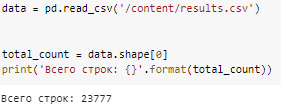 data = pd.read_csv('/content/results.csv')
total_count = data.shape[0]
print('Всего строк: {}'.format(total_count))
Всего строк: 23777